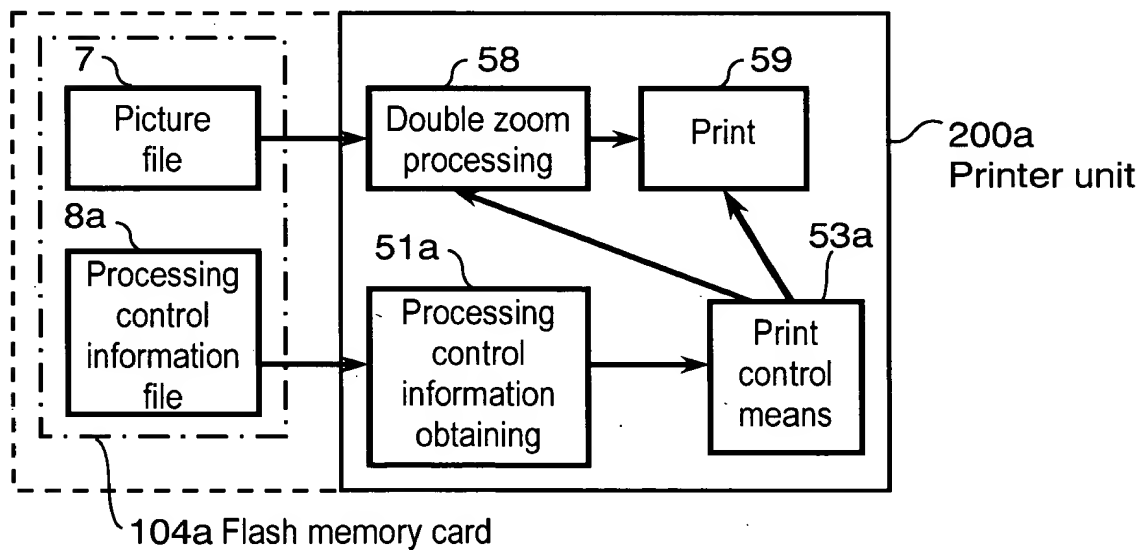 7
Picture
file
58
Double zoom
processing
59
Print
200a
Printer unit
8a
Processing
control
information
file
51a
Processing
control
information
obtaining
53a
Print
control
means
104a Flash memory card